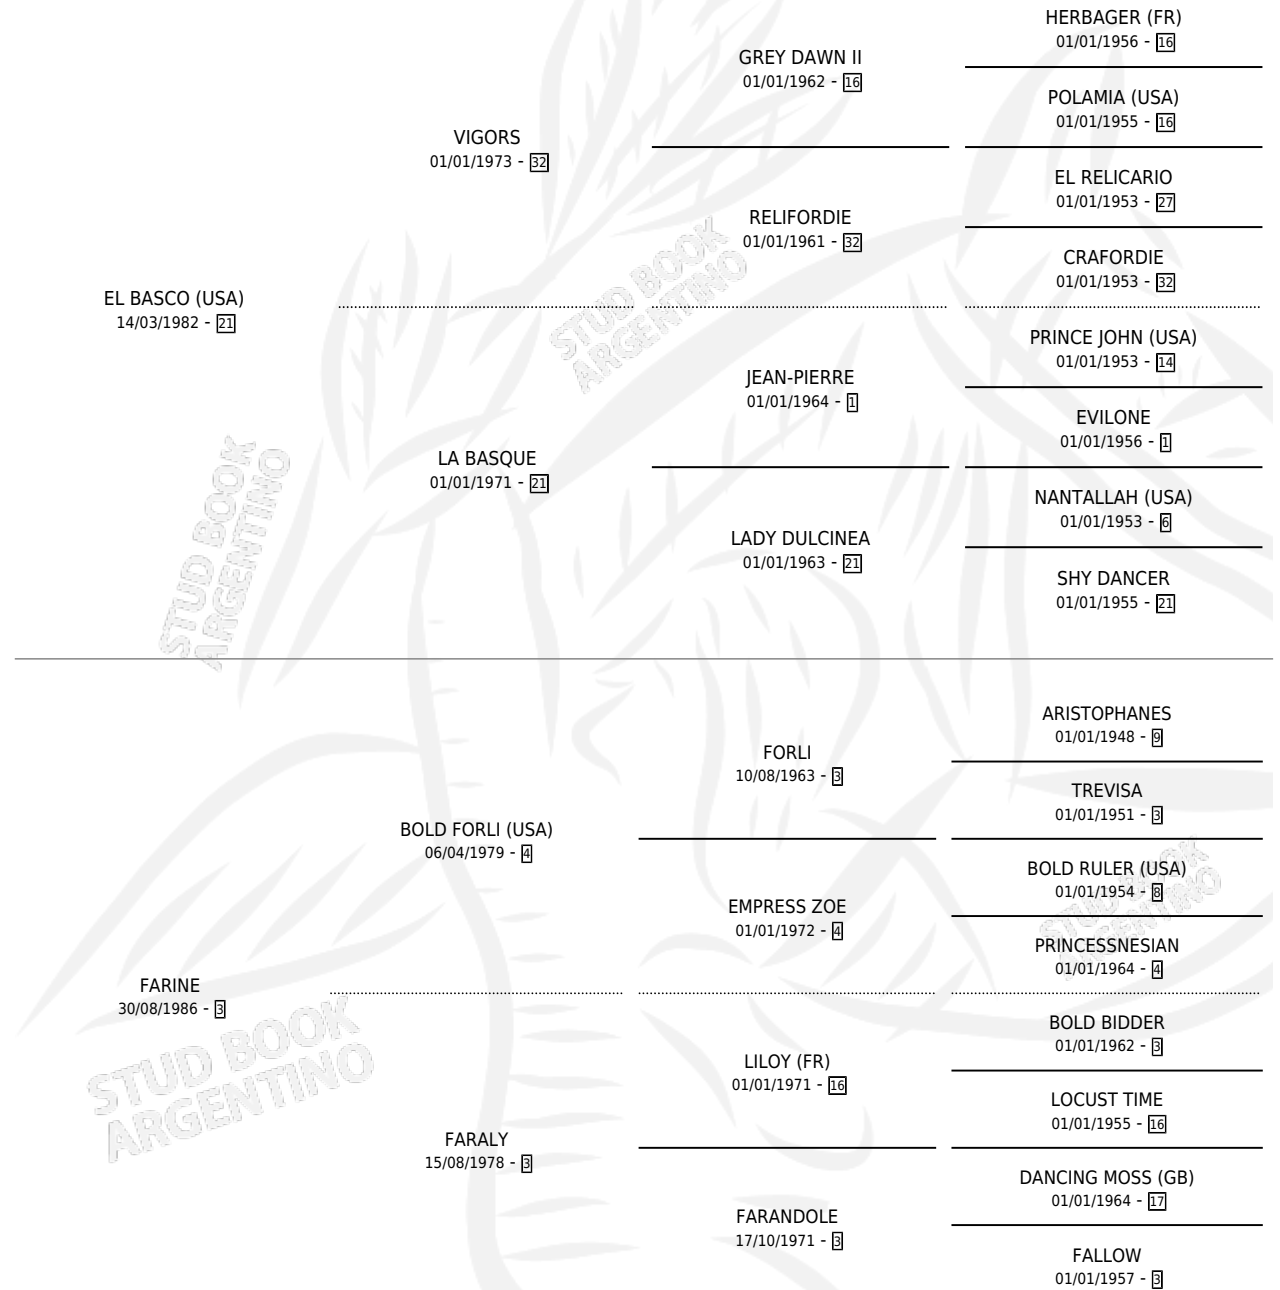 HERBAGER (FR)
01/01/1956 - 16
GREY DAWN II
01/01/1962 - 16
POLAMIA (USA)
01/01/1955 - 16
VIGORS
01/01/1973 - 32
EL RELICARIO
01/01/1953 - 27
RELIFORDIE
01/01/1961 - 32
CRAFORDIE
01/01/1953 - 32
EL BASCO (USA)
14/03/1982 - 21
PRINCE JOHN (USA)
01/01/1953 - 14
JEAN-PIERRE
01/01/1964 - 1
EVILONE
01/01/1956 - 1
LA BASQUE
01/01/1971 - 21
NANTALLAH (USA)
01/01/1953 - 6
LADY DULCINEA
01/01/1963 - 21
SHY DANCER
01/01/1955 - 21
STUD BOOK
ARGENTINO
STUD BOOK
ARGENTINO
ARISTOPHANES
01/01/1948 - 9
FORLI
10/08/1963 - 3
TREVISA
01/01/1951 - 3
BOLD FORLI (USA)
06/04/1979 - 4
BOLD RULER (USA)
01/01/1954 - 8
EMPRESS ZOE
01/01/1972 - 4
PRINCESSNESIAN
01/01/1964 - 4
STUD BOOK
ARGENTINO
FARINE
30/08/1986 - 3
BOLD BIDDER
01/01/1962 - 3
LILOY (FR)
01/01/1971 - 16
LOCUST TIME
01/01/1955 - 16
FARALY
15/08/1978 - 3
DANCING MOSS (GB)
01/01/1964 - 17
FARANDOLE
17/10/1971 - 3
FALLOW
01/01/1957 - 3
STUD BOOK
ARGENTINO